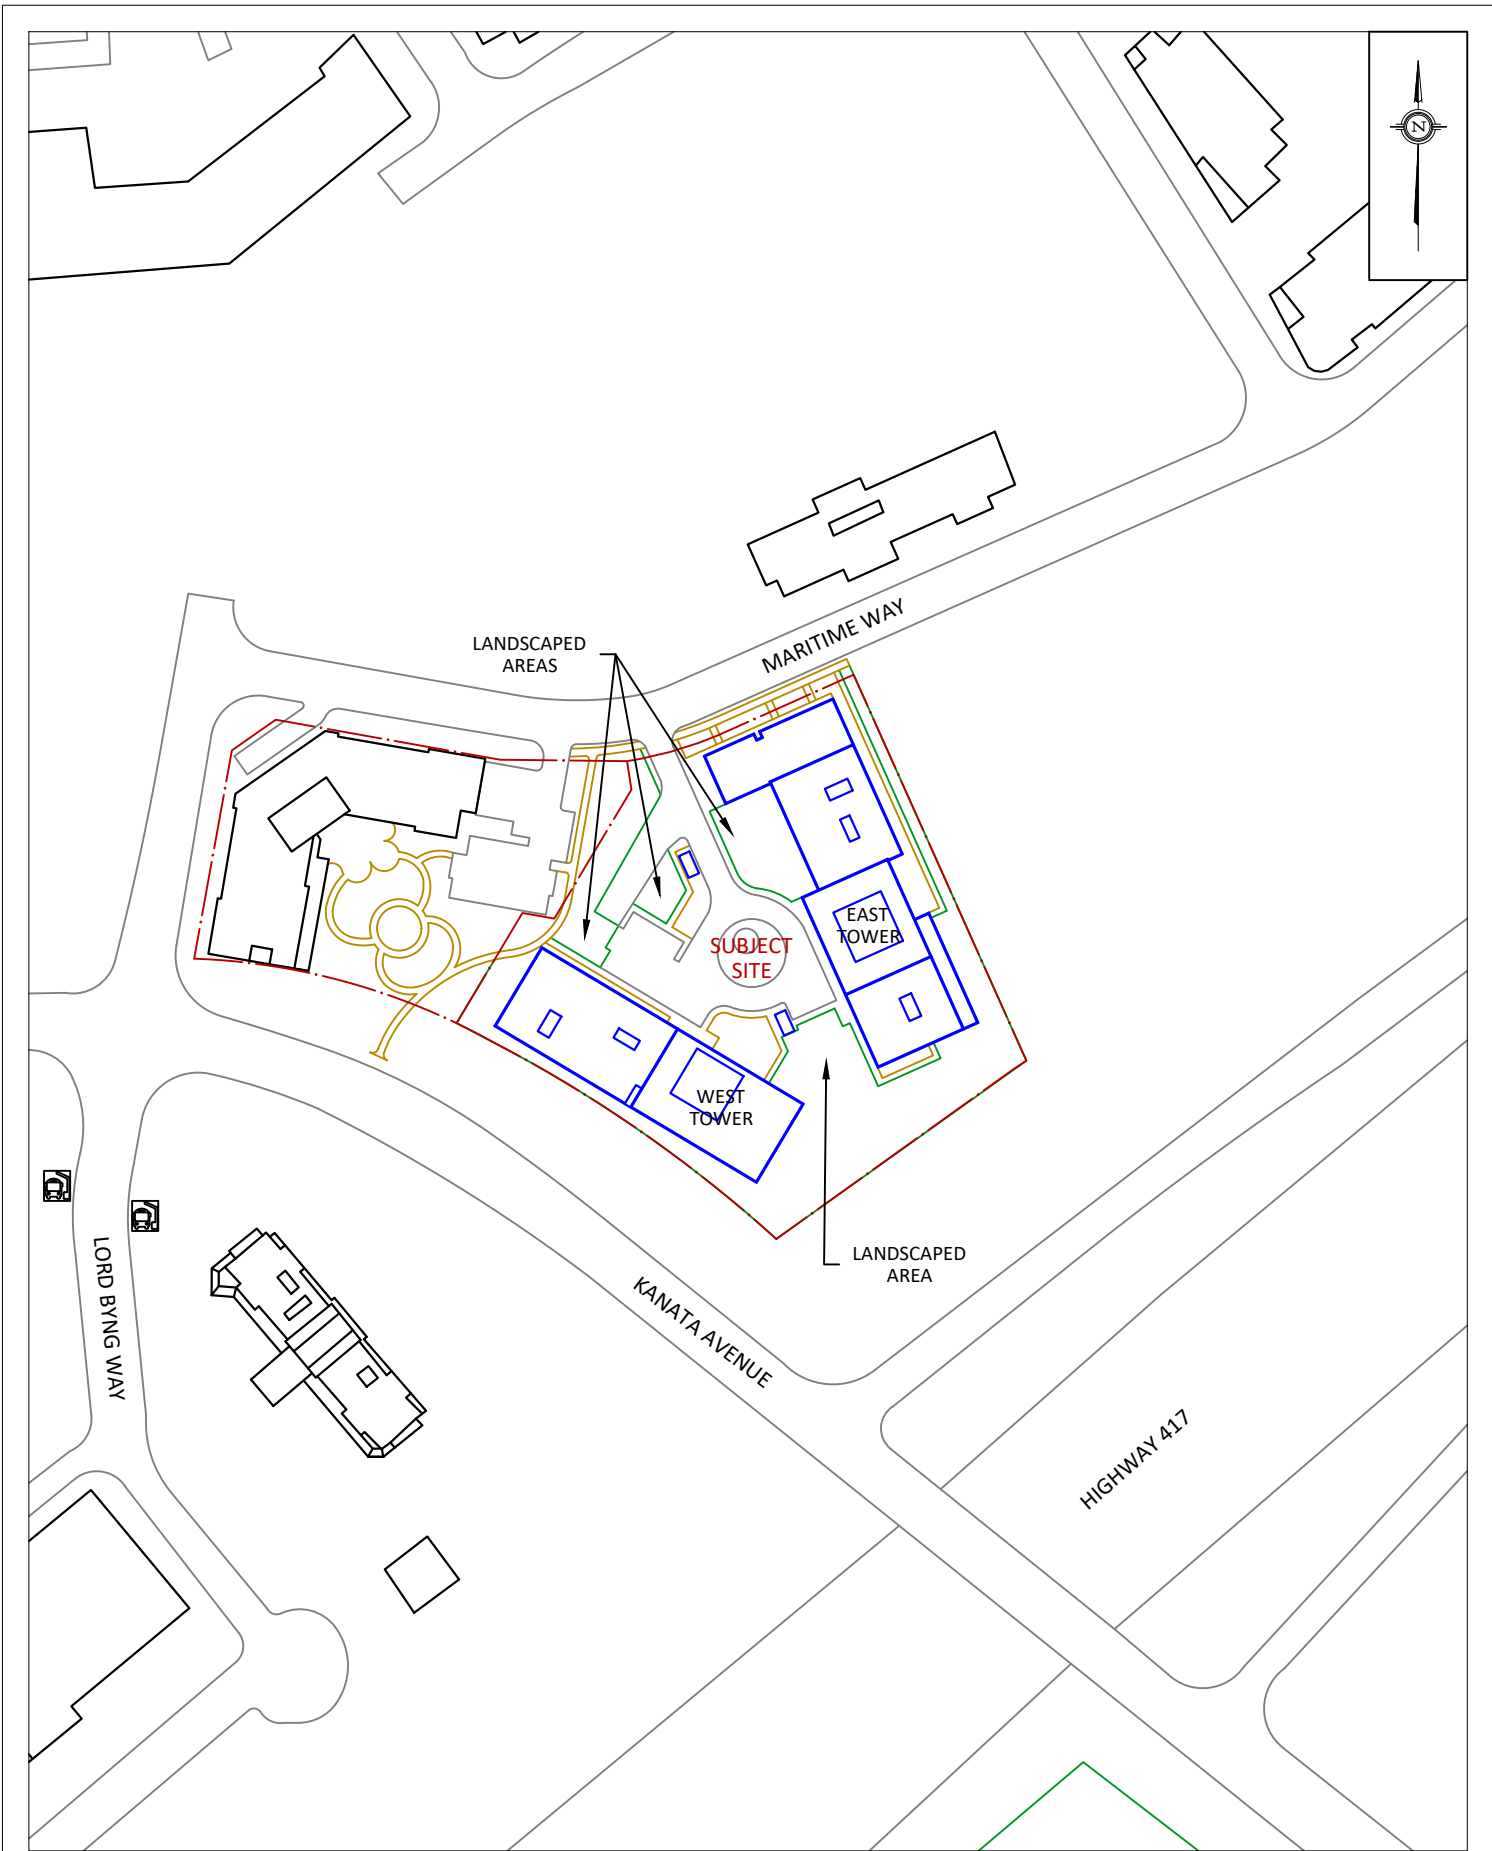 N
LANDSCAPED
AREAS
MARITIME WAY
EAST
TOWER
SUBJECT
SITE
WEST
TOWER
LANDSCAPED
AREA
LORD BYNG WAY
KANATA AVENUE
HIGHWAY 417